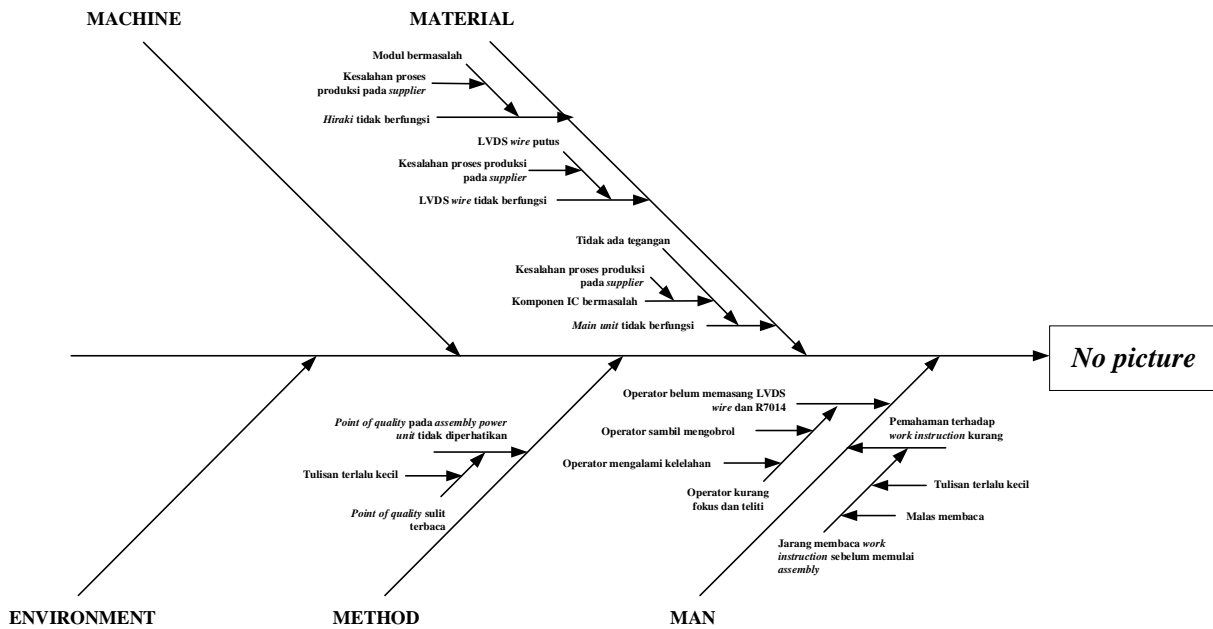 MACHINE
MATERIAL
Modul bermasalah
Kesalahan proses
produksi pada supplier
Hiraki tidak berfungsi
LVDS wire putus
Kesalahan proses produksi
pada supplier
LVDS wire tidak berfungsi
Tidak ada tegangan
Kesalahan proses produksi
pada supplier
Komponen IC bermasalah
Main unit tidak berfungsi
No picture
Operator belum memasang LVDS
wire dan R7014
Operator sambil mengobrol
Operator mengalami kelelahan
Operator kurang
fokus dan teliti
Pemahaman terhadap
work instruction kurang
Tulisan terlalu kecil
Malas membaca
Jarang membaca work
instruction sebelum memulai
assembly
Point of quality pada assembly power
unit tidak diperhatikan
Tulisan terlalu kecil
Point of quality sulit
terbaca
ENVIRONMENT
METHOD
MAN